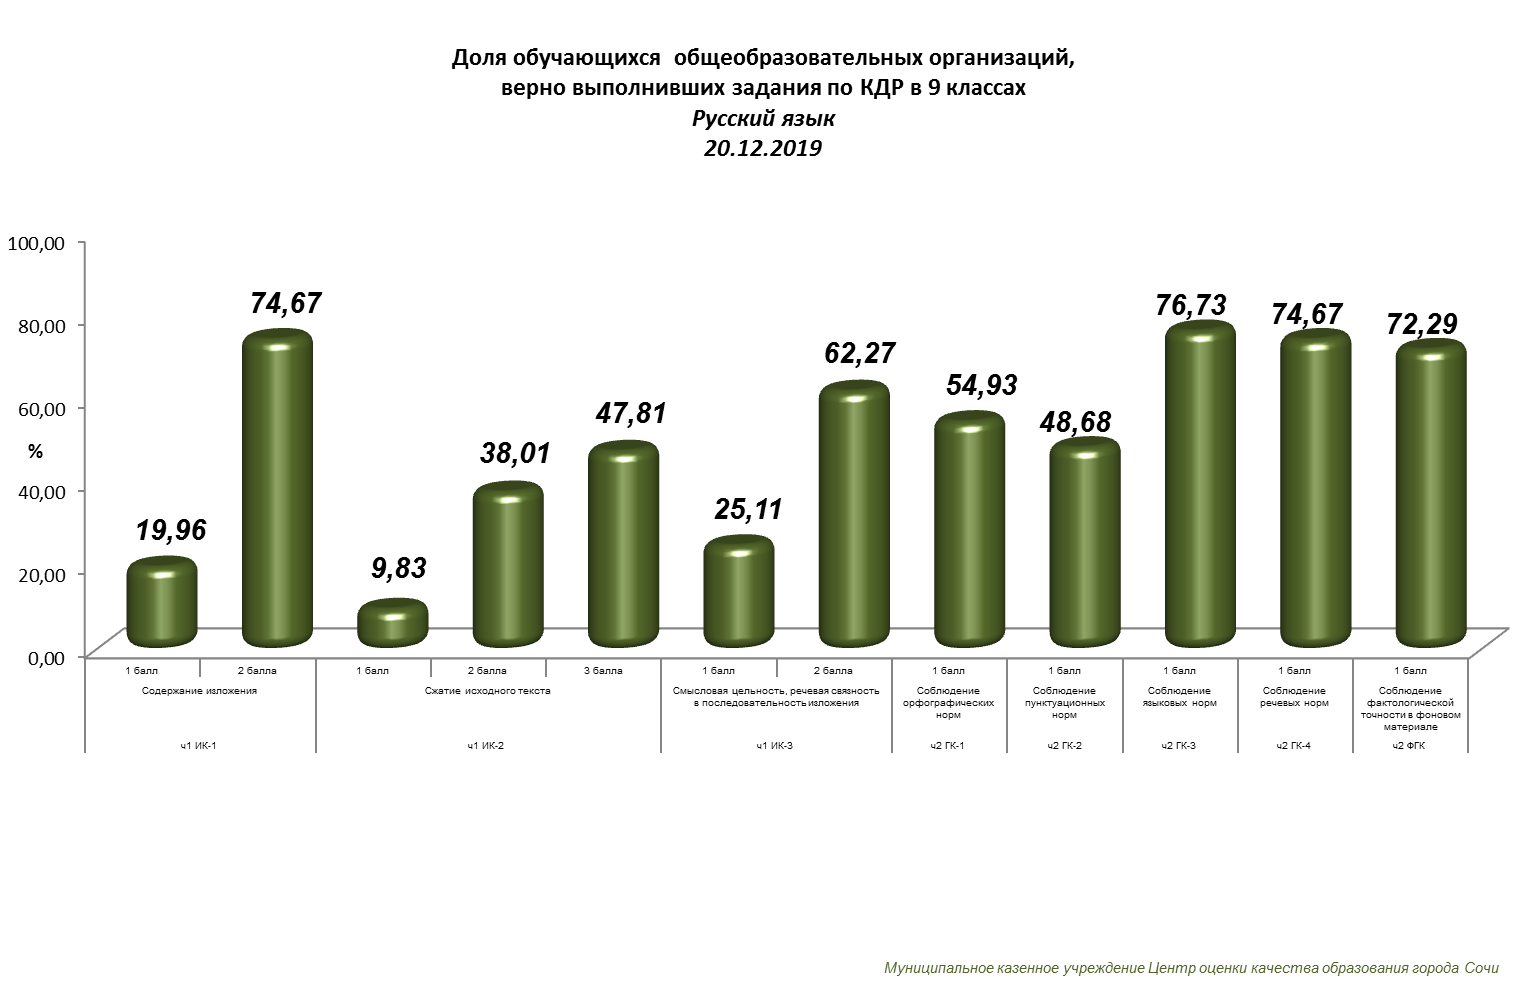 Доля обучающихся общеобразовательных организаций,
верно выполнивших задания по КДР в 9 классах
Русский язык
20.12.2019
100,00
80,00
60,00
%
40,00
20,00
0,00
19,96
74,67
9,83
38,01
47,81
25,11
62,27
54,93
48,68
76,73
74,67
72,29
1 балл
2 балла
1 балл
2 балла
3 балла
1 балл
2 балла
1 балл
1 балл
1 балл
1 балл
1 балл
Содержание изложения
Сжатие исходного текста
Смысловая цельность, речевая связность
в последовательность изложения
Соблюдение
орфографических
норм
Соблюдение
пунктуационных
норм
Соблюдение
языковых норм
Соблюдение
речевых норм
Соблюдение
фактологической
точности в фоновом
материале
ч1 ИК-1
ч1 ИК-2
ч1 ИК-3
ч2 ГК-1
ч2 ГК-2
ч2 ГК-3
ч2 ГК-4
ч2 ФГК
Муниципальное казенное учреждение Центр оценки качества образования города Сочи